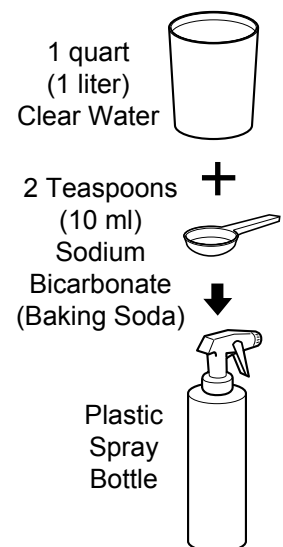 1 quart
(1 liter)
Clear Water
+
2 Teaspoons
(10 ml)
Sodium
Bicarbonate
(Baking Soda)
Plastic
Spray
Bottle